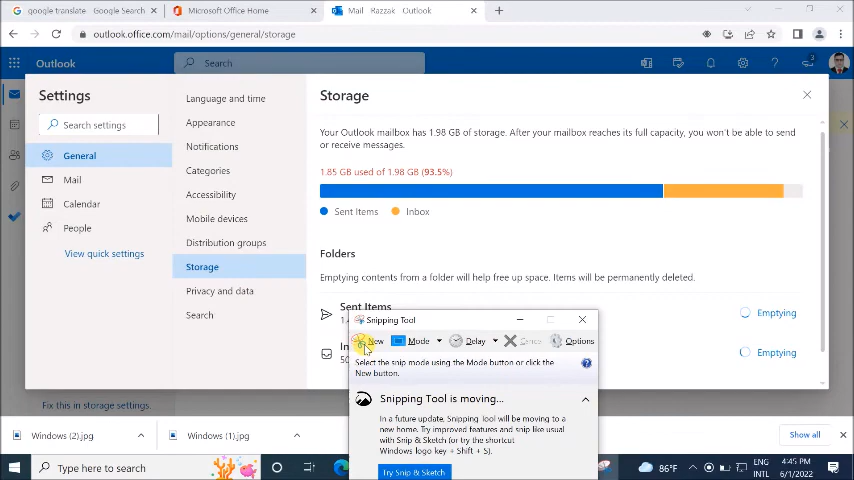 google translate - Google Search
Microsoft Office Home
Mail - Razzak - Outlook
outlook.office.com/mail/options/general/storage
Outlook
Search
3
Settings
Search settings
General
Mail
Calendar
People
View quick settings
Language and time
Appearance
Notifications
Categories
Accessibility
Mobile devices
Distribution groups
Storage
Privacy and data
Search
Storage
Your Outlook mailbox has 1.98 GB of storage. After your mailbox reaches its full capacity, you won't be able to send
or receive messages.
1.85 GB used of 1.98 GB (93.5%)
Sent Items
Inbox
Folders
Emptying contents from a folder will help free up space. Items will be permanently deleted.
Sent Items
Emptying
Emptying
Snipping Tool
New
Mode
Delay
Cancel
Options
Select the snip mode using the Mode button or click the
New button.
Snipping Tool is moving...
In a future update, Snipping Tool will be moving to a
new home. Try improved features and snip like usual
with Snip & Sketch (or try the shortcut
Windows logo key + Shift + S).
Try Snip & Sketch
Fix this in storage settings.
Windows (2).jpg
Windows (1).jpg
Show all
Type here to search
86°F
ENG
INTL
4:45 PM
6/1/2022